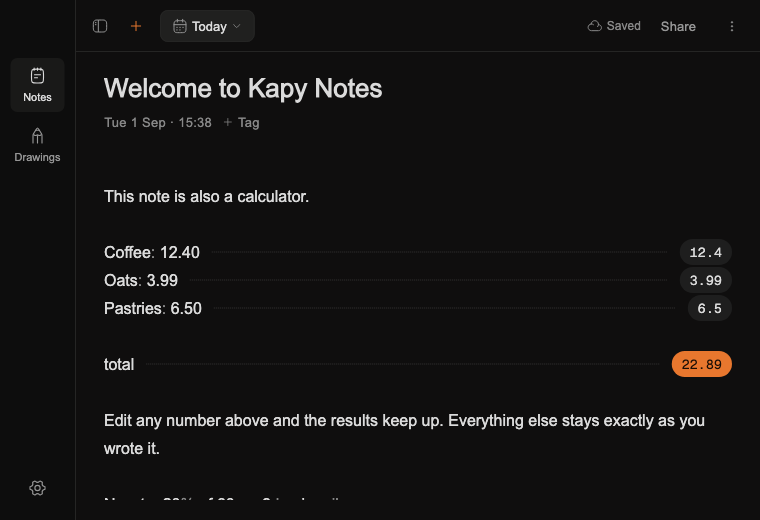 Today
Saved
Share
Notes
Drawings
Welcome to Kapy Notes
Tue 1 Sep · 15:38 + Tag
This note is also a calculator.
Coffee: 12.40 12.4
Oats: 3.99 3.99
Pastries: 6.50 6.5
total 22.89
Edit any number above and the results keep up. Everything else stays exactly as you
wrote it.